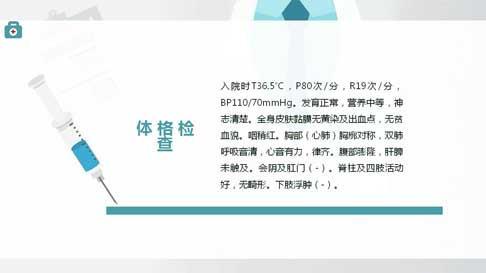 体格检
查
入院时T36.5℃，P80次/分，R19次/分，
BP110/70mmHg。发育正常，营养中等，神
志清楚。全身皮肤黏膜无黄染及出血点，无贫
血貌。咽稍红。胸部（心肺）胸廓对称，双肺
呼吸音清，心音有力，律齐。腹部膨隆，肝脾
未触及。会阴及肛门（-）。脊柱及四肢活动
好，无畸形。下肢浮肿（-）。